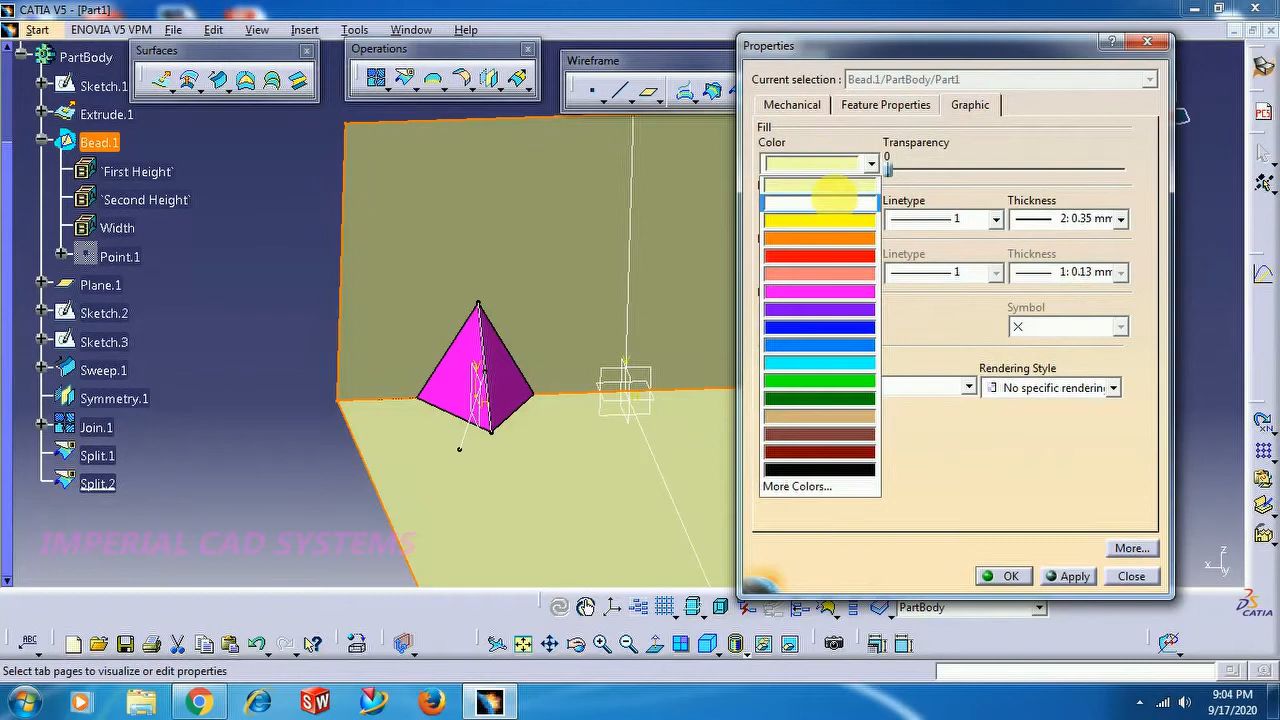 CATIA V5 - [Part1]
Start
ENOVIA V5 VPM
File
Edit
View
Insert
Tools
Window
Help
PartBody
Sketch.1
Extrude.1
Bead.1
`First Height`
`Second Height`
Width
Point.1
Plane.1
Sketch.2
Sketch.3
Sweep.1
Symmetry.1
Join.1
Split.1
Split.2
Surfaces
Operations
Wireframe
Properties
Current selection : Bead.1/PartBody/Part1
Mechanical
Feature Properties
Graphic
Fill
Color
Transparency
0
Linetype
Thickness
1
2: 0.35 mm
Linetype
Thickness
1
1: 0.13 mm
Symbol
Rendering Style
No specific renderin
More Colors...
More...
OK
Apply
Close
IMPERIAL CAD SYSTEMS
PartBody
ABC
Select tab pages to visualize or edit properties
9:04 PM
9/17/2020